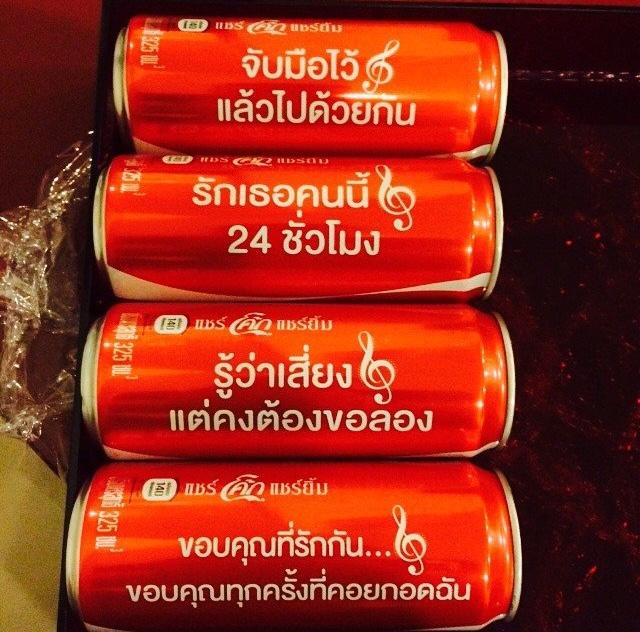 แชร์ โค้ก แชร์ยิ้ม
จับมือไว้
แล้วไปด้วยกัน
แชร์ โค้ก แชร์ยิ้ม
รักเธอคนนี้
24 ชั่วโมง
140
แชร์ โค้ก แชร์ยิ้ม
325
รู้ว่าเสี่ยง
แต่คงต้องขอลอง
140
แชร์ โค้ก แชร์ยิ้ม
325
ขอบคุณที่รักกัน...
ขอบคุณทุกครั้งที่คอยกอดฉัน